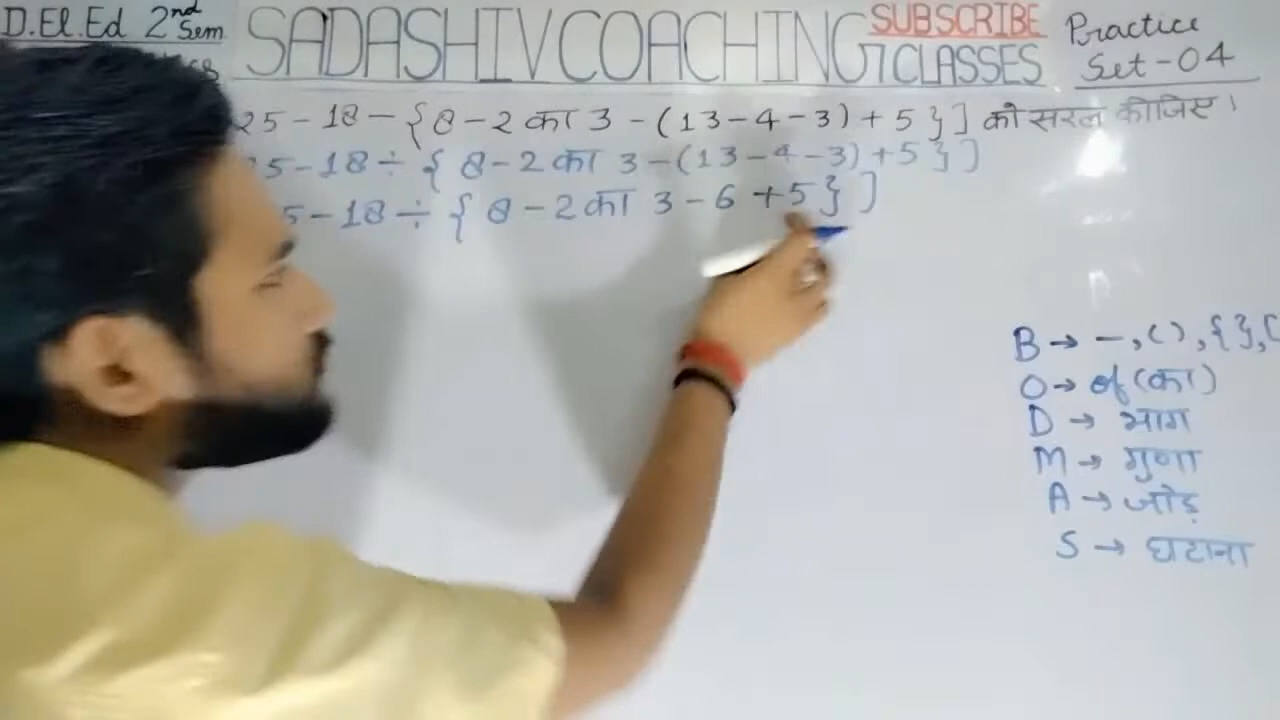 D.El.Ed 2nd Sem
SADASHIV COACHING CLASSES
SUBSCRIBE
Practice Set-04
25-18-{8-2 का 3-(13-4-3)+5}] को सरल कीजिए।
25-18÷{8-2 का 3-(13-4-3)+5}]
5-18÷{8-2 का 3-6+5}]
B→ —, ( ), { }, [
O→ of (का)
D→ भाग
M→ गुणा
A→ जोड़
S→ घटाना